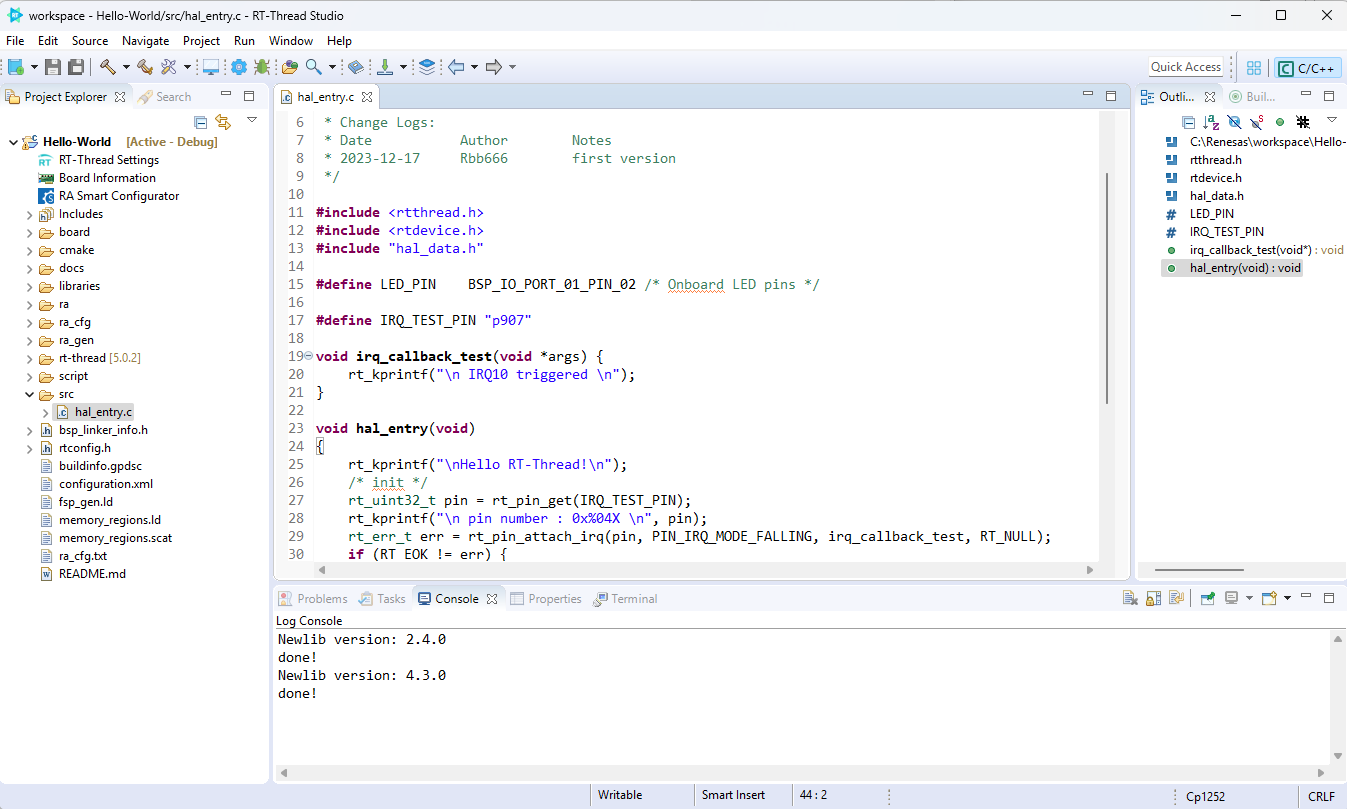 workspace - Hello-World/src/hal_entry.c - RT-Thread Studio
File Edit Source Navigate Project Run Window Help
Quick Access
C/C++
Project Explorer
Search
Hello-World [Active - Debug]
RT-Thread Settings
Board Information
RA Smart Configurator
Includes
board
cmake
docs
libraries
ra
ra_cfg
ra_gen
rt-thread [5.0.2]
script
src
hal_entry.c
bsp_linker_info.h
rtconfig.h
buildinfo.gpdsc
configuration.xml
fsp_gen.ld
memory_regions.ld
memory_regions.scat
ra_cfg.txt
README.md
hal_entry.c
6 * Change Logs:
7 * Date Author Notes
8 * 2023-12-17 Rbb666 first version
9 */
10
11 #include <rtthread.h>
12 #include <rtdevice.h>
13 #include "hal_data.h"
14
15 #define LED_PIN BSP_IO_PORT_01_PIN_02 /* Onboard LED pins */
16
17 #define IRQ_TEST_PIN "p907"
18
19 void irq_callback_test(void *args) {
20 rt_kprintf("\n IRQ10 triggered \n");
21 }
22
23 void hal_entry(void)
24 {
25 rt_kprintf("\nHello RT-Thread!\n");
26 /* init */
27 rt_uint32_t pin = rt_pin_get(IRQ_TEST_PIN);
28 rt_kprintf("\n pin number : 0x%04X \n", pin);
29 rt_err_t err = rt_pin_attach_irq(pin, PIN_IRQ_MODE_FALLING, irq_callback_test, RT_NULL);
30 if (RT_EOK != err) {
Outli...
Buil...
C:\Renesas\workspace\Hello-
rtthread.h
rtdevice.h
hal_data.h
LED_PIN
IRQ_TEST_PIN
irq_callback_test(void*) : void
hal_entry(void) : void
Problems Tasks Console Properties Terminal
Log Console
Newlib version: 2.4.0
done!
Newlib version: 4.3.0
done!
Writable Smart Insert 44 : 2 Cp1252 CRLF